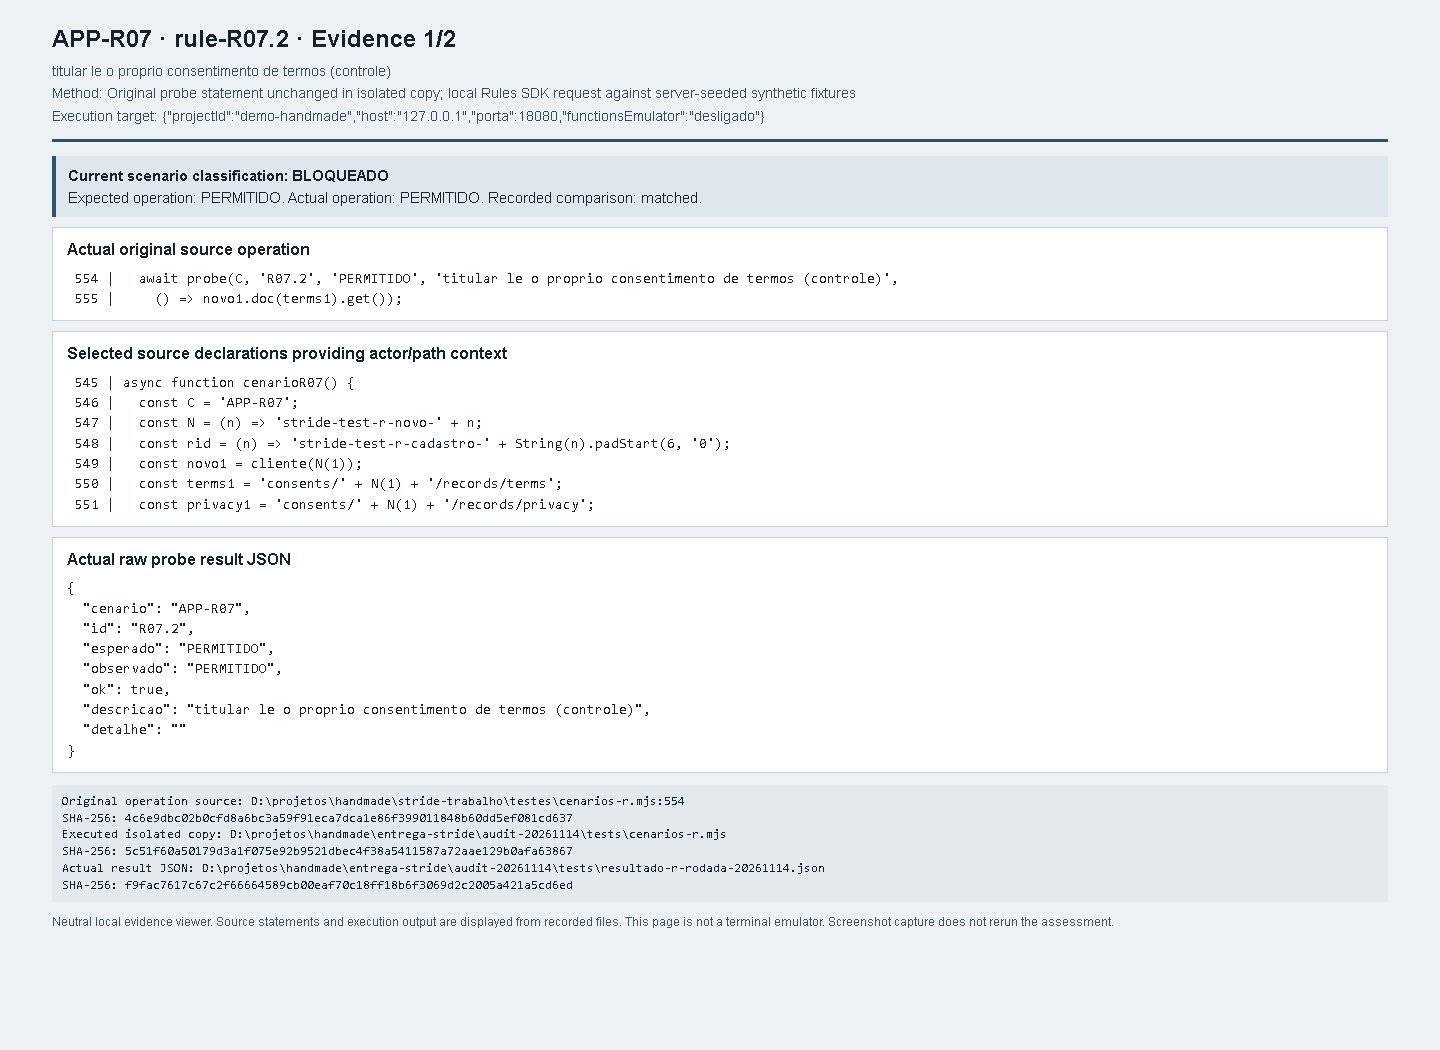 APP-R07 · rule-R07.2 · Evidence 1/2
titular le o proprio consentimento de termos (controle)
Method: Original probe statement unchanged in isolated copy; local Rules SDK request against server-seeded synthetic fixtures
Execution target: {"projectId":"demo-handmade","host":"127.0.0.1","porta":18080,"functionsEmulator":"desligado"}
Current scenario classification: BLOQUEADO
Expected operation: PERMITIDO. Actual operation: PERMITIDO. Recorded comparison: matched.
Actual original source operation
554 |   await probe(C, 'R07.2', 'PERMITIDO', 'titular le o proprio consentimento de termos (controle)',
555 |     () => novo1.doc(terms1).get());
Selected source declarations providing actor/path context
545 | async function cenarioR07() {
546 |   const C = 'APP-R07';
547 |   const N = (n) => 'stride-test-r-novo-' + n;
548 |   const rid = (n) => 'stride-test-r-cadastro-' + String(n).padStart(6, '0');
549 |   const novo1 = cliente(N(1));
550 |   const terms1 = 'consents/' + N(1) + '/records/terms';
551 |   const privacy1 = 'consents/' + N(1) + '/records/privacy';
Actual raw probe result JSON
{
  "cenario": "APP-R07",
  "id": "R07.2",
  "esperado": "PERMITIDO",
  "observado": "PERMITIDO",
  "ok": true,
  "descricao": "titular le o proprio consentimento de termos (controle)",
  "detalhe": ""
}
Original operation source: D:\projetos\handmade\stride-trabalho\testes\cenarios-r.mjs:554
SHA-256: 4c6e9dbc02b0cfd8a6bc3a59f91eca7dca1e86f399011848b60dd5ef081cd637
Executed isolated copy: D:\projetos\handmade\entrega-stride\audit-20261114\tests\cenarios-r.mjs
SHA-256: 5c51f60a50179d3a1f075e92b9521dbec4f38a5411587a72aae129b0afa63867
Actual result JSON: D:\projetos\handmade\entrega-stride\audit-20261114\tests\resultado-r-rodada-20261114.json
SHA-256: f9fac7617c67c2f66664589cb00eaf70c18ff18b6f3069d2c2005a421a5cd6ed
Neutral local evidence viewer. Source statements and execution output are displayed from recorded files. This page is not a terminal emulator. Screenshot capture does not rerun the assessment.